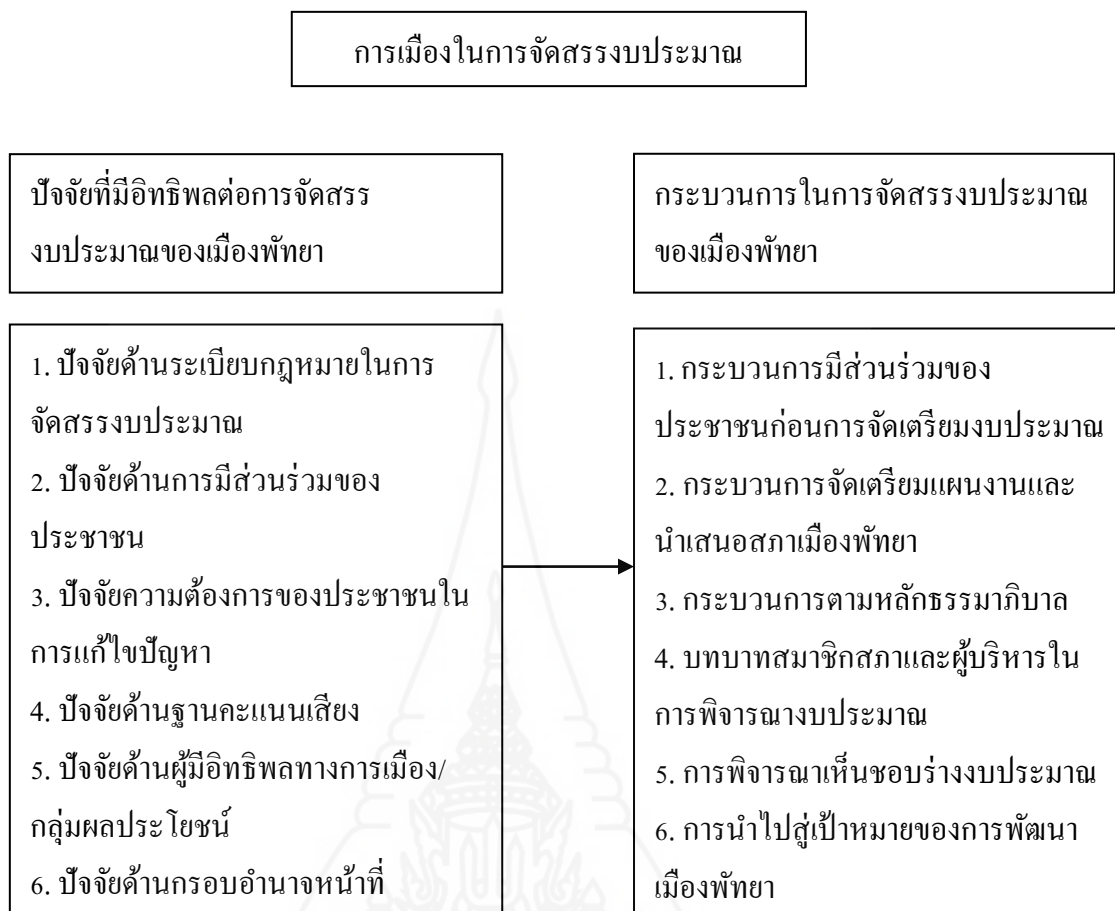 การเมืองในการจัดสรรงบประมาณ
ปัจจัยที่มีอิทธิพลต่อการจัดสรร
งบประมาณของเมืองพัทยา
กระบวนการในการจัดสรรงบประมาณ
ของเมืองพัทยา
1. ปัจจัยด้านระเบียบกฎหมายในการ
จัดสรรงบประมาณ
2. ปัจจัยด้านการมีส่วนร่วมของ
ประชาชน
3. ปัจจัยความต้องการของประชาชนใน
การแก้ไขปัญหา
4. ปัจจัยด้านฐานคะแนนเสียง
5. ปัจจัยด้านผู้มีอิทธิพลทางการเมือง/
กลุ่มผลประโยชน์
6. ปัจจัยด้านกรอบอำนาจหน้าที่
1. กระบวนการมีส่วนร่วมของ
ประชาชนก่อนการจัดเตรียมงบประมาณ
2. กระบวนการจัดเตรียมแผนงานและ
นำเสนอสภาเมืองพัทยา
3. กระบวนการตามหลักธรรมาภิบาล
4. บทบาทสมาชิกสภาและผู้บริหารใน
การพิจารณางบประมาณ
5. การพิจารณาเห็นชอบร่างงบประมาณ
6. การนำไปสู่เป้าหมายของการพัฒนา
เมืองพัทยา